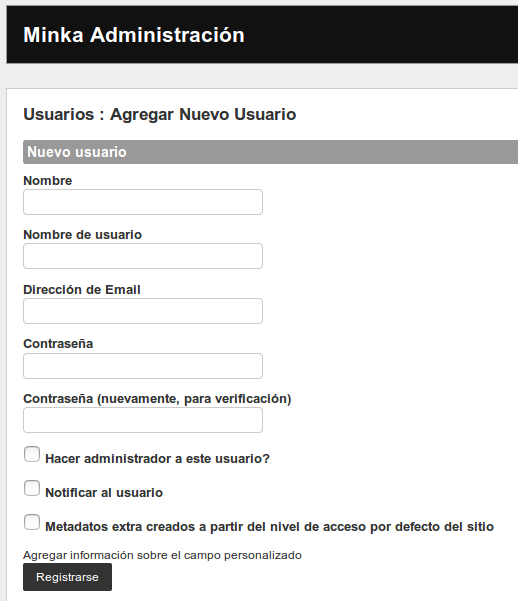 Minka Administración
Usuarios : Agregar Nuevo Usuario
Nuevo usuario
Nombre
Nombre de usuario
Dirección de Email
Contraseña
Contraseña (nuevamente, para verificación)
Hacer administrador a este usuario?
Notificar al usuario
Metadatos extra creados a partir del nivel de acceso por defecto del sitio
Agregar información sobre el campo personalizado
Registrarse